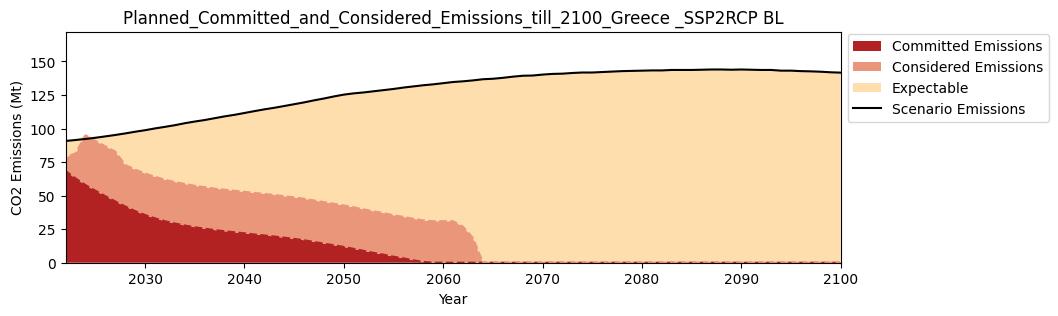 Planned_Committed_and_Considered_Emissions_till_2100_Greece _SSP2RCP BL
CO2 Emissions (Mt)
150
125
100
75
50
25
0
2030 2040 2050 2060 2070 2080 2090 2100
Year
Committed Emissions
Considered Emissions
Expectable
Scenario Emissions